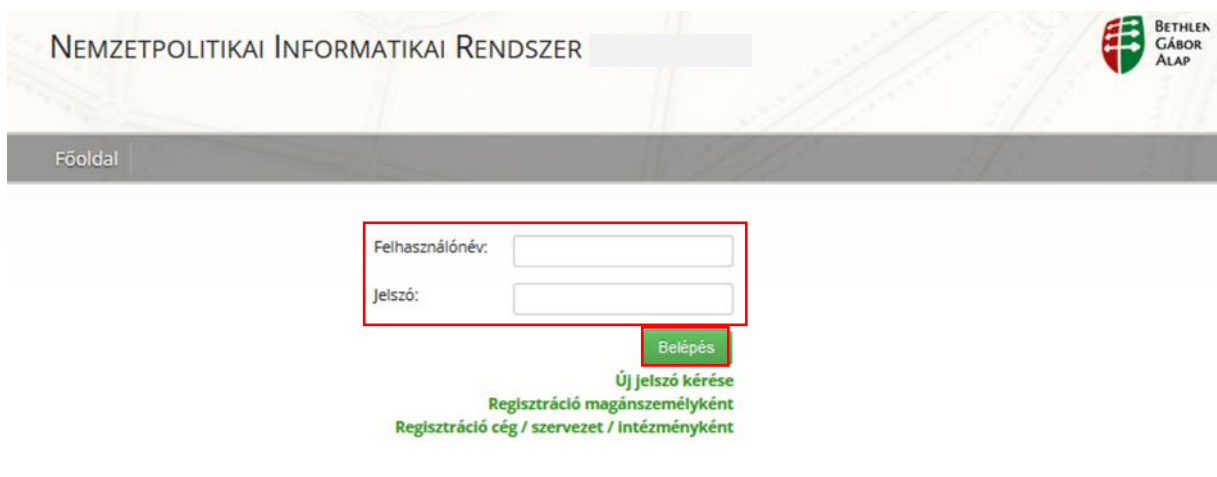 Nemzetpolitikai Informatikai Rendszer
Bethlen
Gábor
Alap
Főoldal
Felhasználónév:
Jelszó:
Belépés
Új jelszó kérése
Regisztráció magánszemélyként
Regisztráció cég / szervezet / intézményként